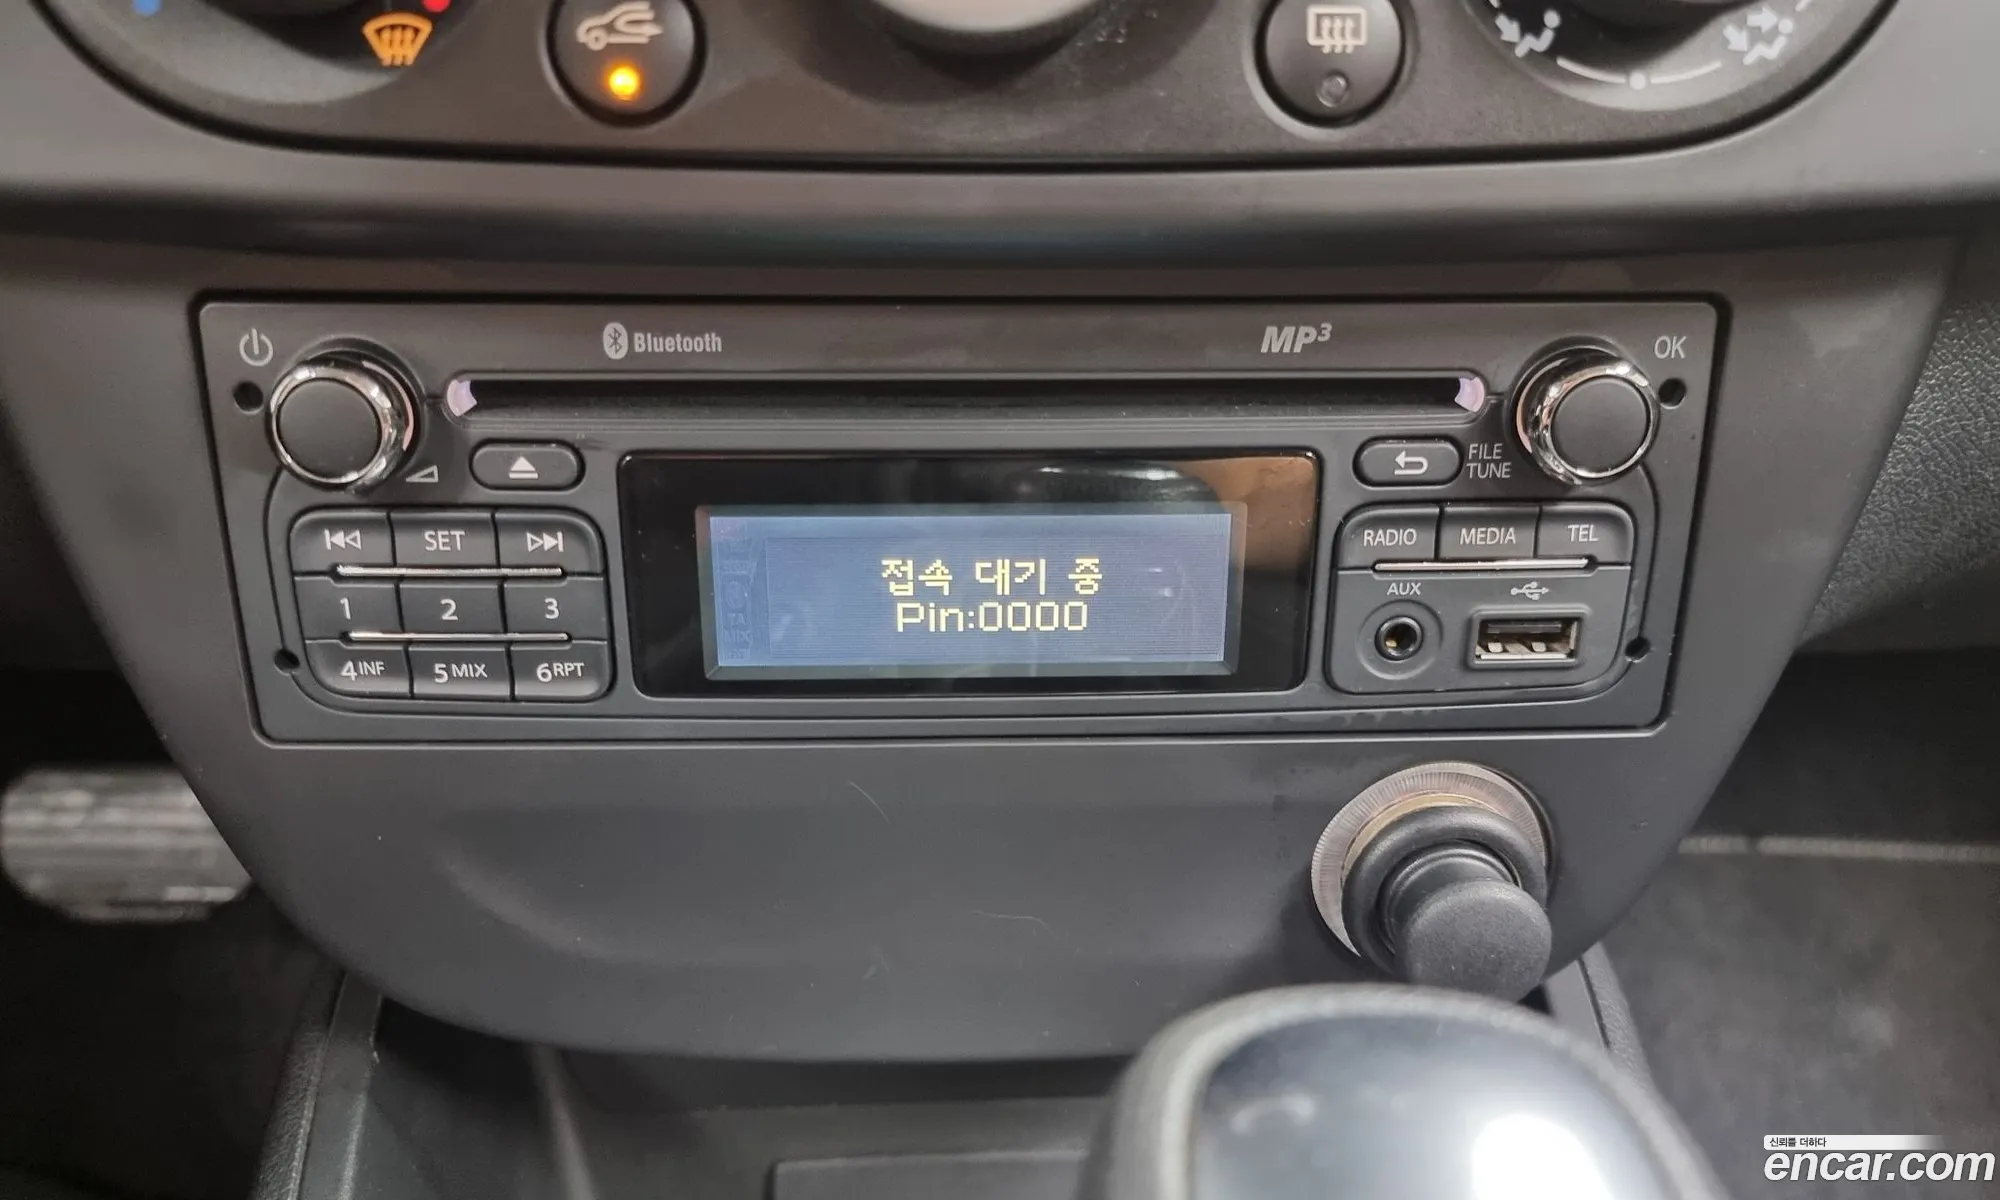 Bluetooth
MP3
OK
FILE
TUNE
SET
RADIO
MEDIA
TEL
접속 대기 중
Pin:0000
AUX
1
2
3
4INF
5MIX
6RPT
신뢰를 더하다
encar.com